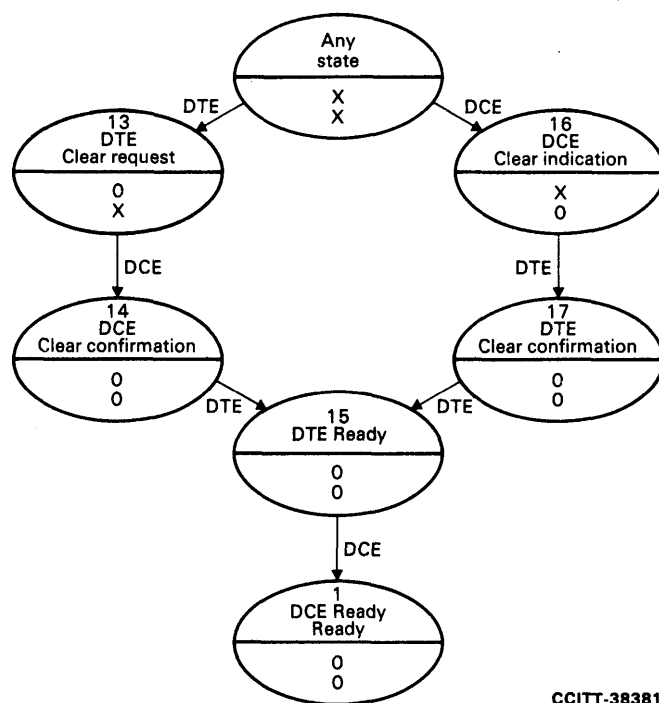 Any
state
X
X
DTE
DCE
13
DTE
Clear request
0
X
16
DCE
Clear indication
X
0
DCE
DTE
14
DCE
Clear confirmation
0
0
17
DTE
Clear confirmation
0
0
DTE
DTE
15
DTE Ready
0
0
DCE
1
DCE Ready
Ready
0
0
CCITT-38381